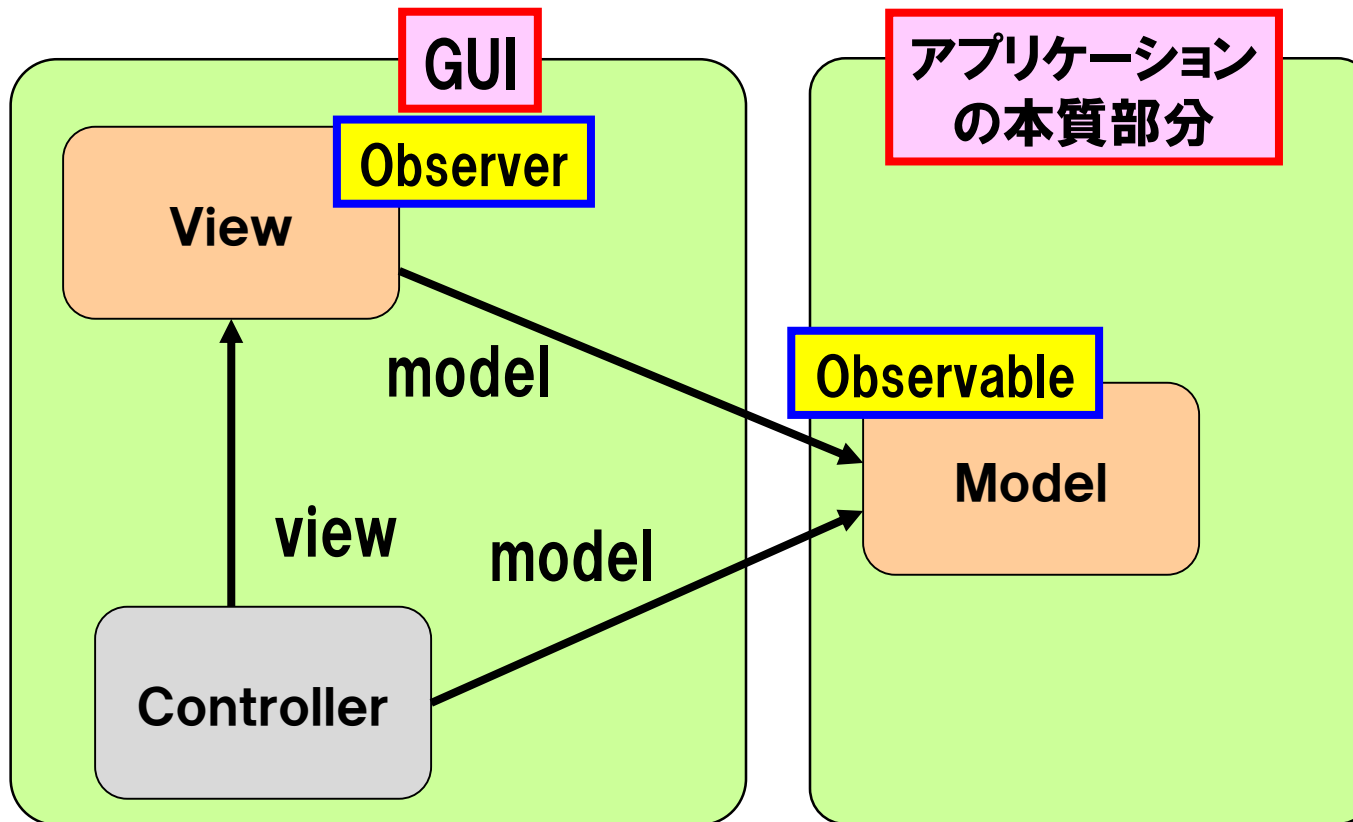 GUI
アプリケーション
の本質部分
Observer
View
model
Observable
Model
view
model
Controller